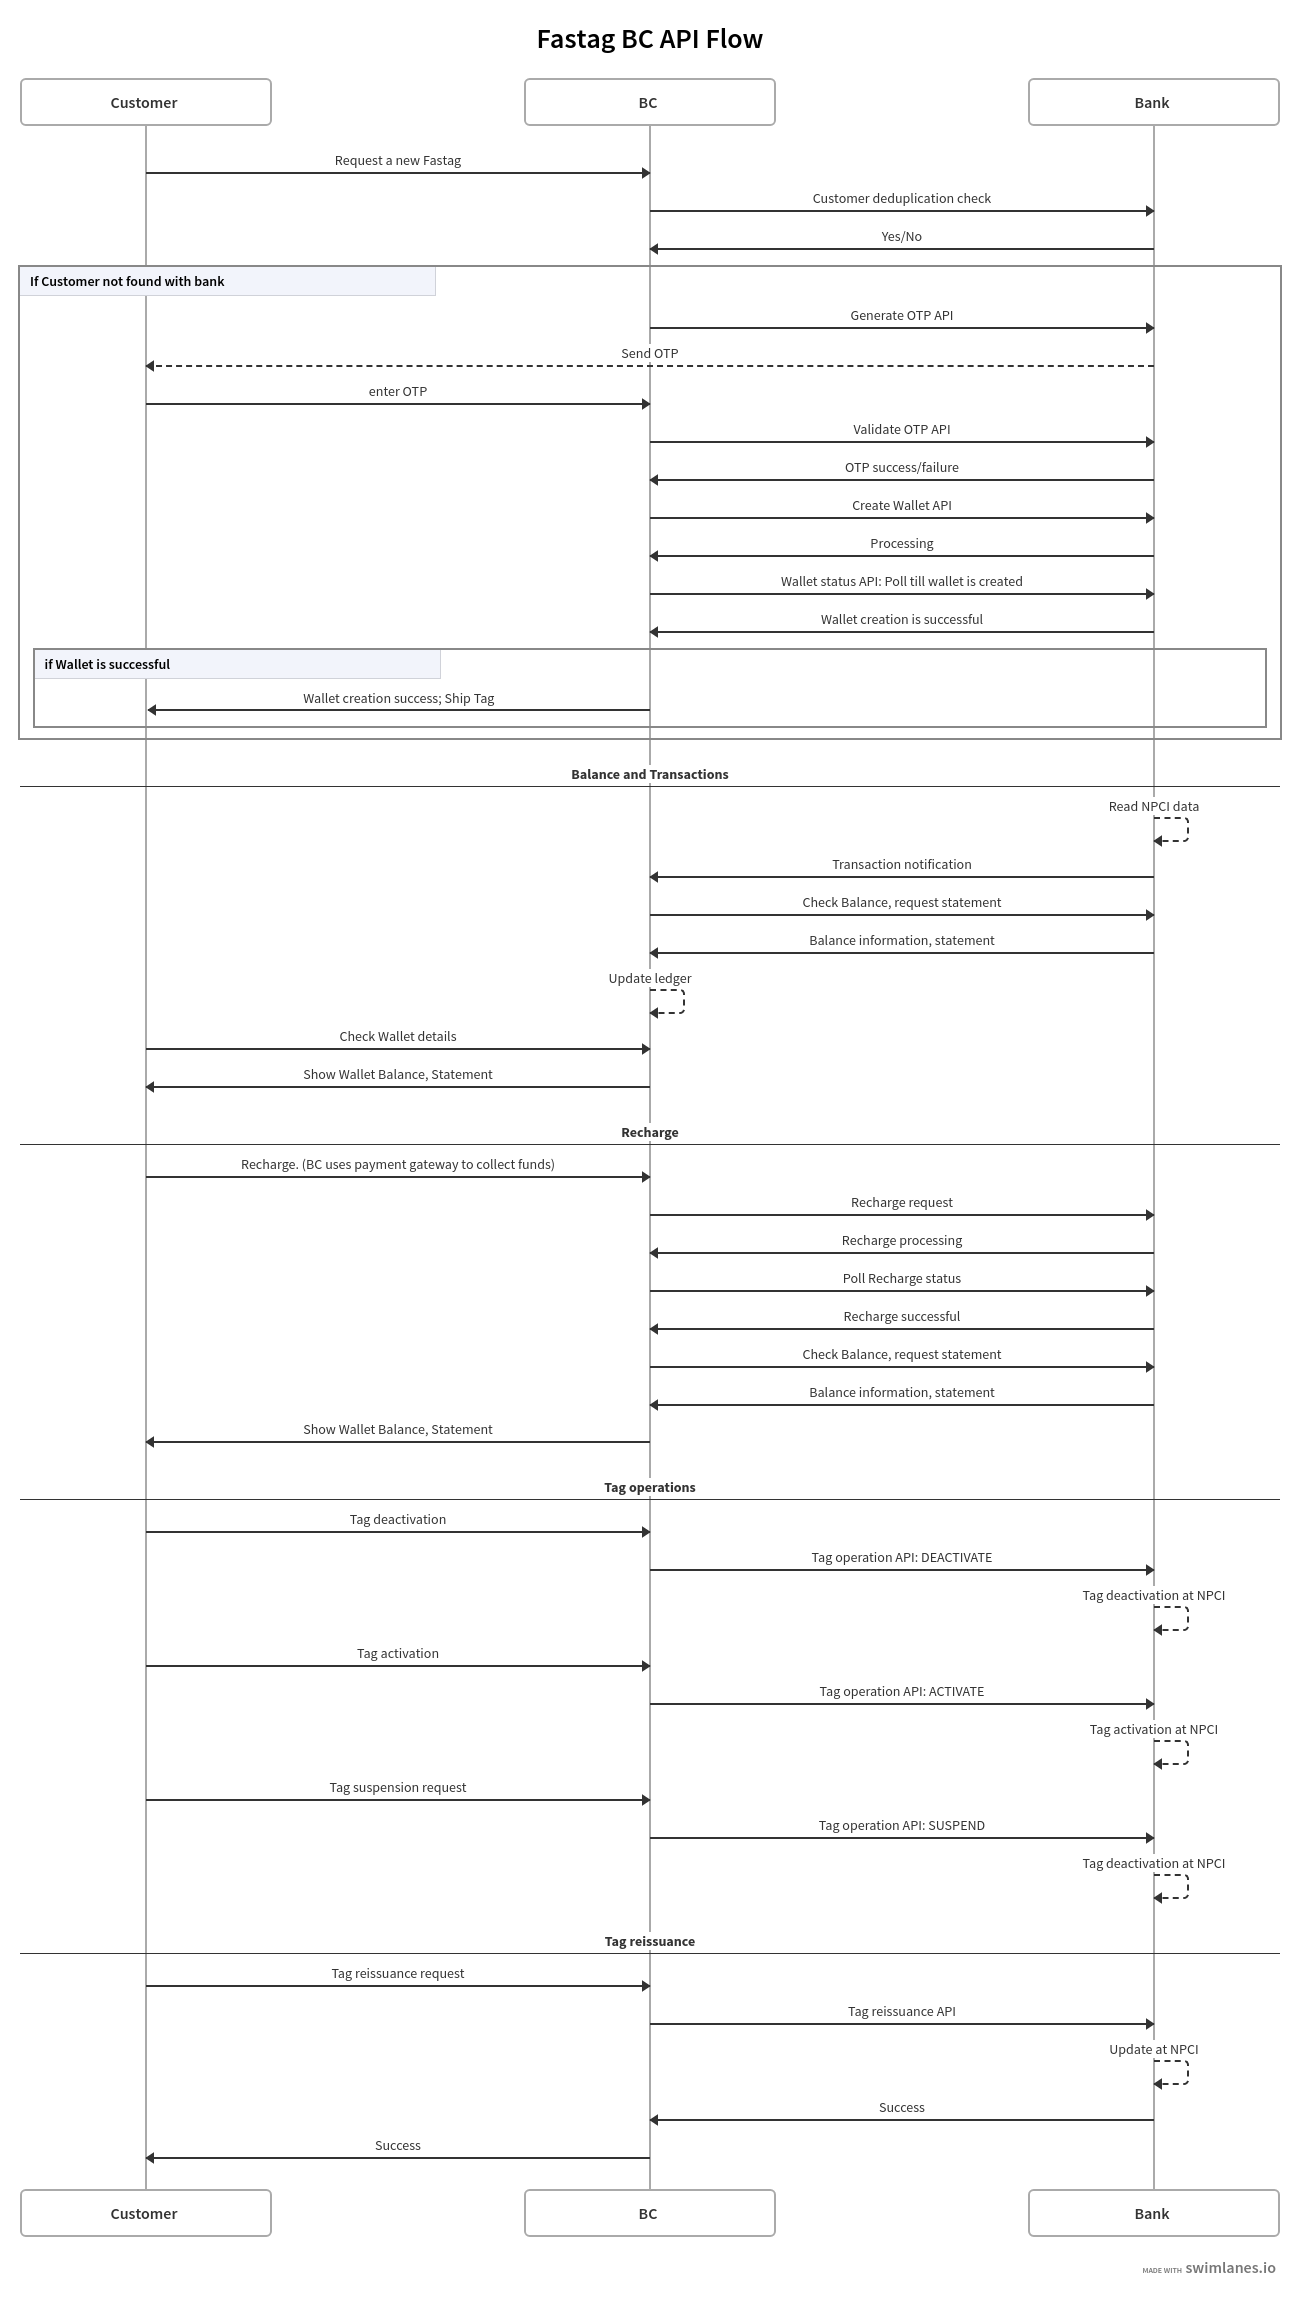 Fastag BC API Flow
Customer
BC
Bank
Request a new Fastag
Customer deduplication check
Yes/No
If Customer not found with bank
Generate OTP API
Send OTP
enter OTP
Validate OTP API
OTP success/failure
Create Wallet API
Processing
Wallet status API: Poll till wallet is created
Wallet creation is successful
if Wallet is successful
Wallet creation success; Ship Tag
Balance and Transactions
Read NPCI data
Transaction notification
Check Balance, request statement
Balance information, statement
Update ledger
Check Wallet details
Show Wallet Balance, Statement
Recharge
Recharge. (BC uses payment gateway to collect funds)
Recharge request
Recharge processing
Poll Recharge status
Recharge successful
Check Balance, request statement
Balance information, statement
Show Wallet Balance, Statement
Tag operations
Tag deactivation
Tag operation API: DEACTIVATE
Tag deactivation at NPCI
Tag activation
Tag operation API: ACTIVATE
Tag activation at NPCI
Tag suspension request
Tag operation API: SUSPEND
Tag deactivation at NPCI
Tag reissuance
Tag reissuance request
Tag reissuance API
Update at NPCI
Success
Success
Customer
BC
Bank
MADE WITH swimlanes.io